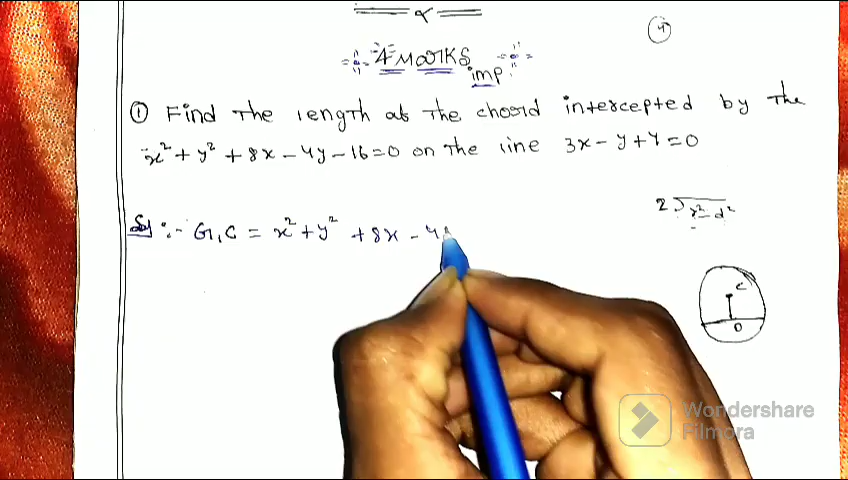 4
4 Marks
imp
① Find The length of The chord intercepted by The
x² + y² + 8x - 4y - 16 = 0 on the line 3x - y + 4 = 0
2√r² - d²
Sol :- G.C = x² + y² + 8x - 4
C
D
Wondershare
Filmora